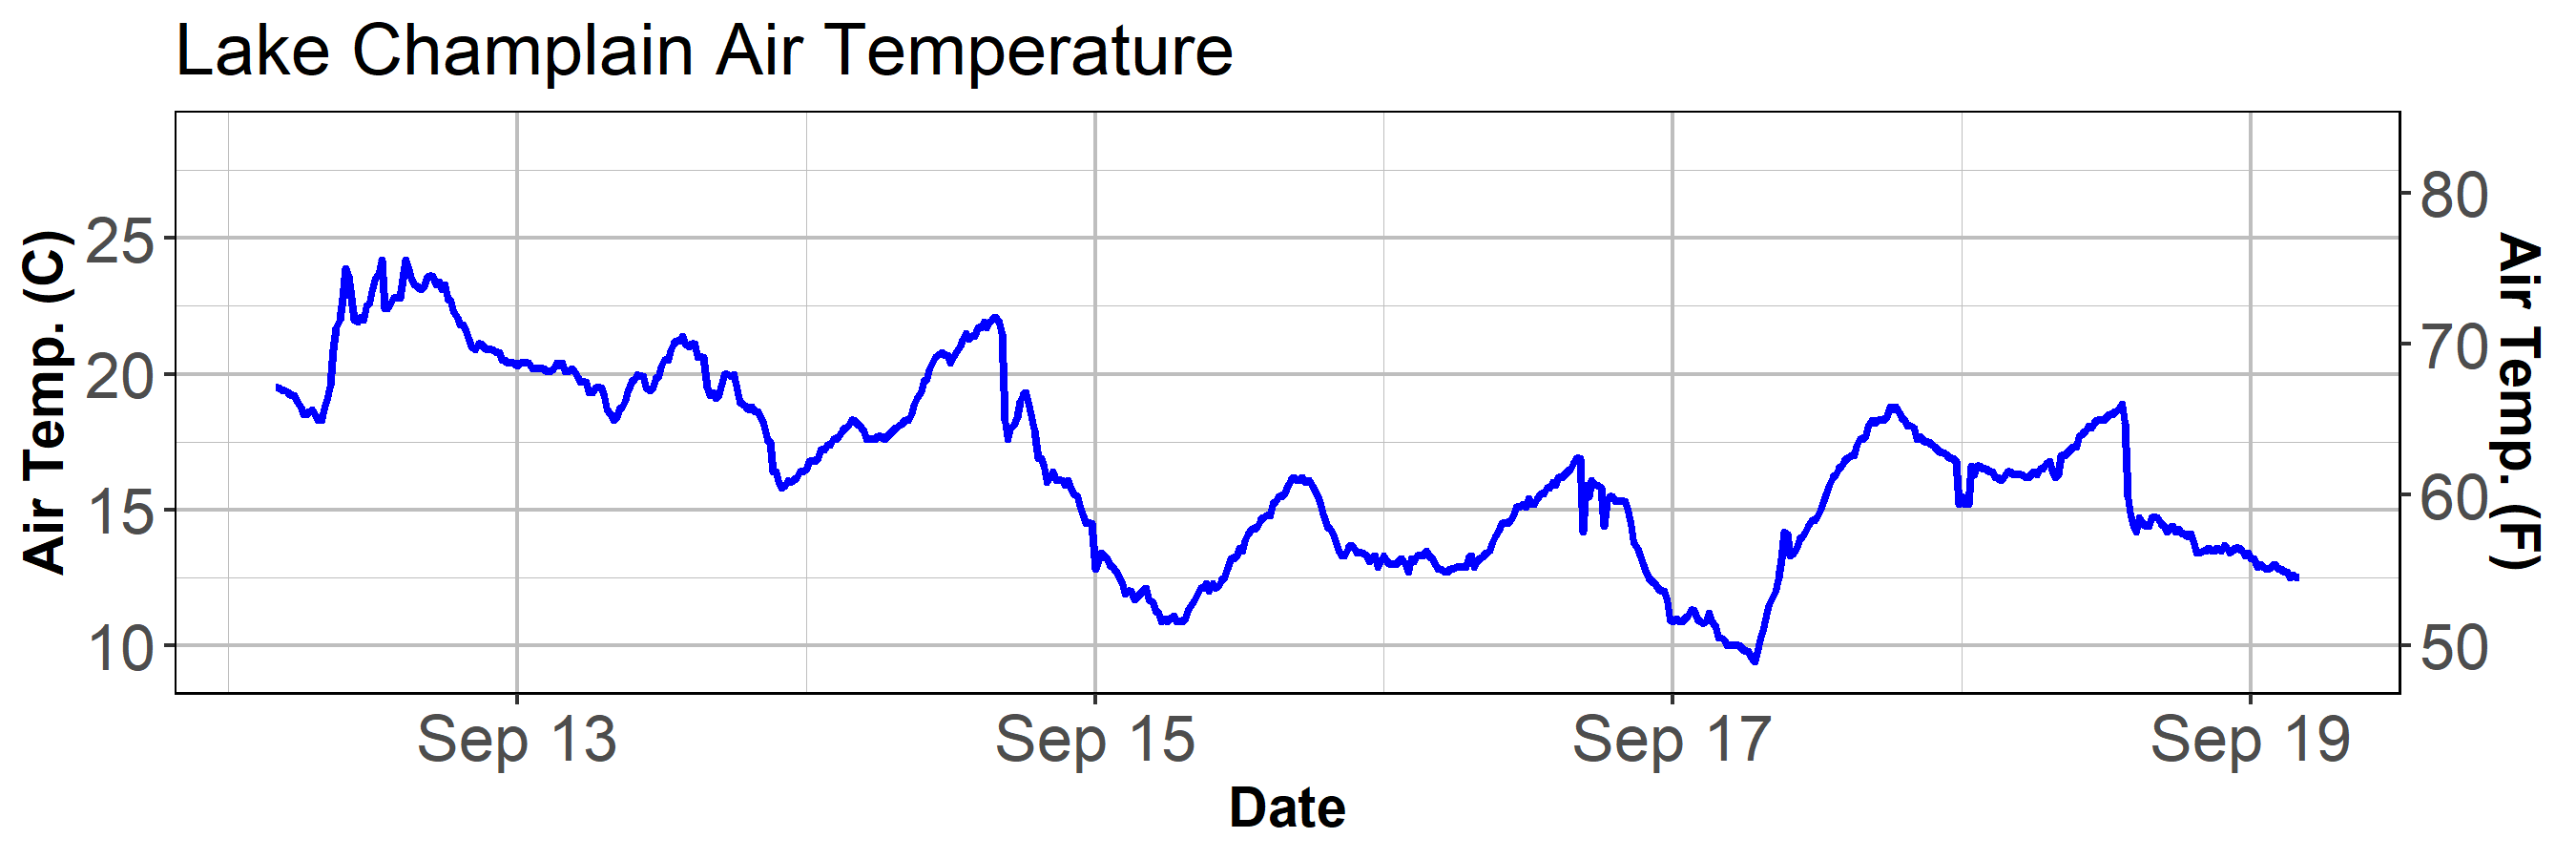 Lake Champlain Air Temperature
Air Temp. (C)
25
20
15
10
80
70
60
50
Air Temp. (F)
Sep 13
Sep 15
Sep 17
Sep 19
Date